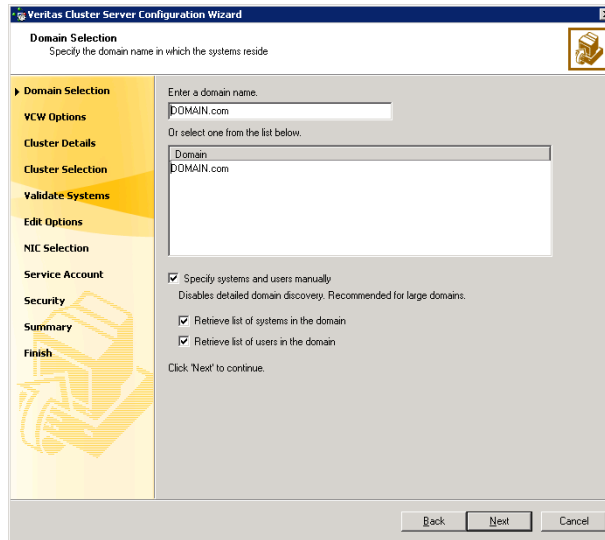 Veritas Cluster Server Configuration Wizard
Domain Selection
Specify the domain name in which the systems reside
Domain Selection
VCW Options
Cluster Details
Cluster Selection
Validate Systems
Edit Options
NIC Selection
Service Account
Security
Summary
Finish
Enter a domain name.
DOMAIN.com
Or select one from the list below.
Domain
DOMAIN.com
Specify systems and users manually
Disables detailed domain discovery. Recommended for large domains.
Retrieve list of systems in the domain
Retrieve list of users in the domain
Click 'Next' to continue.
Back Next Cancel